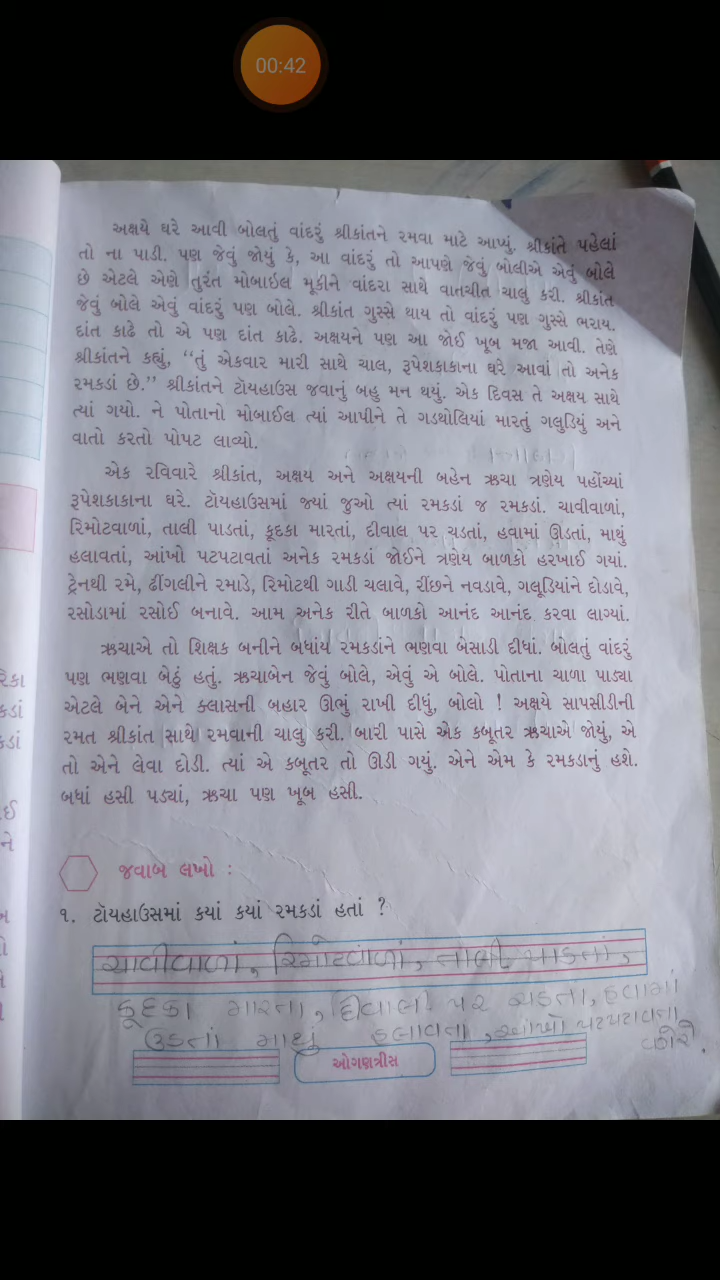 00:42
અક્ષયે ઘરે આવી બોલતું વાંદરું શ્રીકાંતને રમવા માટે આપ્યું. શ્રીકાંતે પહેલાં
તો ના પાડી. પણ જેવું જોયું કે, આ વાંદરું તો આપણે જેવું બોલીએ એવું બોલે
છે એટલે એણે તુરંત મોબાઇલ મૂકીને વાંદરા સાથે વાતચીત ચાલુ કરી. શ્રીકાંત
જેવું બોલે એવું વાંદરું પણ બોલે. શ્રીકાંત ગુસ્સે થાય તો વાંદરું પણ ગુસ્સે ભરાય.
દાંત કાઢે તો એ પણ દાંત કાઢે. અક્ષયને પણ આ જોઈ ખૂબ મજા આવી. તેણે
શ્રીકાંતને કહ્યું, “તું એકવાર મારી સાથે ચાલ, રૂપેશકાકાના ઘરે આવાં તો અનેક
રમકડાં છે.” શ્રીકાંતને ટૉયહાઉસ જવાનું બહુ મન થયું. એક દિવસ તે અક્ષય સાથે
ત્યાં ગયો. ને પોતાનો મોબાઈલ ત્યાં આપીને તે ગડથોલિયાં મારતું ગલુડિયું અને
વાતો કરતો પોપટ લાવ્યો.
એક રવિવારે શ્રીકાંત, અક્ષય અને અક્ષયની બહેન ઋચા ત્રણેય પહોંચ્યાં
રૂપેશકાકાના ઘરે. ટૉયહાઉસમાં જ્યાં જુઓ ત્યાં રમકડાં જ રમકડાં. ચાવીવાળાં,
રિમોટવાળાં, તાલી પાડતાં, કૂદકા મારતાં, દીવાલ પર ચડતાં, હવામાં ઊડતાં, માથું
હલાવતાં, આંખો પટપટાવતાં અનેક રમકડાં જોઈને ત્રણેય બાળકો હરખાઈ ગયાં.
ટ્રેનથી રમે, ઢીંગલીને રમાડે, રિમોટથી ગાડી ચલાવે, રીંછને નવડાવે, ગલૂડિયાંને દોડાવે,
રસોડામાં રસોઈ બનાવે. આમ અનેક રીતે બાળકો આનંદ આનંદ કરવા લાગ્યાં.
ઋચાએ તો શિક્ષક બનીને બધાંય રમકડાંને ભણવા બેસાડી દીધાં. બોલતું વાંદરું
પણ ભણવા બેઠું હતું. ઋચાબેન જેવું બોલે, એવું એ બોલે. પોતાના ચાળા પાડ્યા
એટલે બેને એને ક્લાસની બહાર ઊભું રાખી દીધું, બોલો ! અક્ષયે સાપસીડીની
રમત શ્રીકાંત સાથે રમવાની ચાલુ કરી. બારી પાસે એક કબૂતર ઋચાએ જોયું, એ
તો એને લેવા દોડી. ત્યાં એ કબૂતર તો ઊડી ગયું. એને એમ કે રમકડાનું હશે.
બધાં હસી પડ્યાં, ઋચા પણ ખૂબ હસી.
જવાબ લખો :
૧. ટૉયહાઉસમાં કયાં કયાં રમકડાં હતાં ?
ચાવીવાળાં, રિમોટવાળાં, તાલી પાડતાં,
કૂદકા મારતા, દિવાલી પર ચડતા, હવામાં
ઉડતાં માથું હલાવતા, આંખો પટપટાવતા
વગેરે.
ઓગણત્રીસ